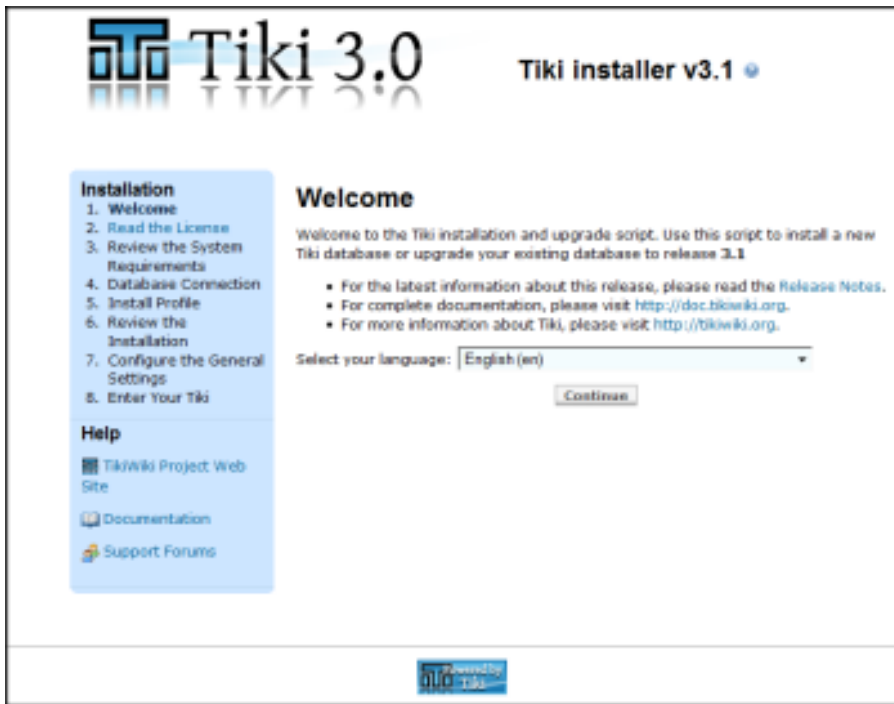 Tiki 3.0
Tiki installer v3.1
Installation
1. Welcome
2. Read the License
3. Review the System
Requirements
4. Database Connection
5. Install Profile
6. Review the
Installation
7. Configure the General
Settings
8. Enter Your Tiki
Help
TikiWiki Project Web
Site
Documentation
Support Forums
Welcome
Welcome to the Tiki installation and upgrade script. Use this script to install a new
Tiki database or upgrade your existing database to release 3.1
• For the latest information about this release, please read the Release Notes.
• For complete documentation, please visit http://doc.tikiwiki.org.
• For more information about Tiki, please visit http://tikiwiki.org.
Select your language: English (en)
Continue
Powered by
Tiki